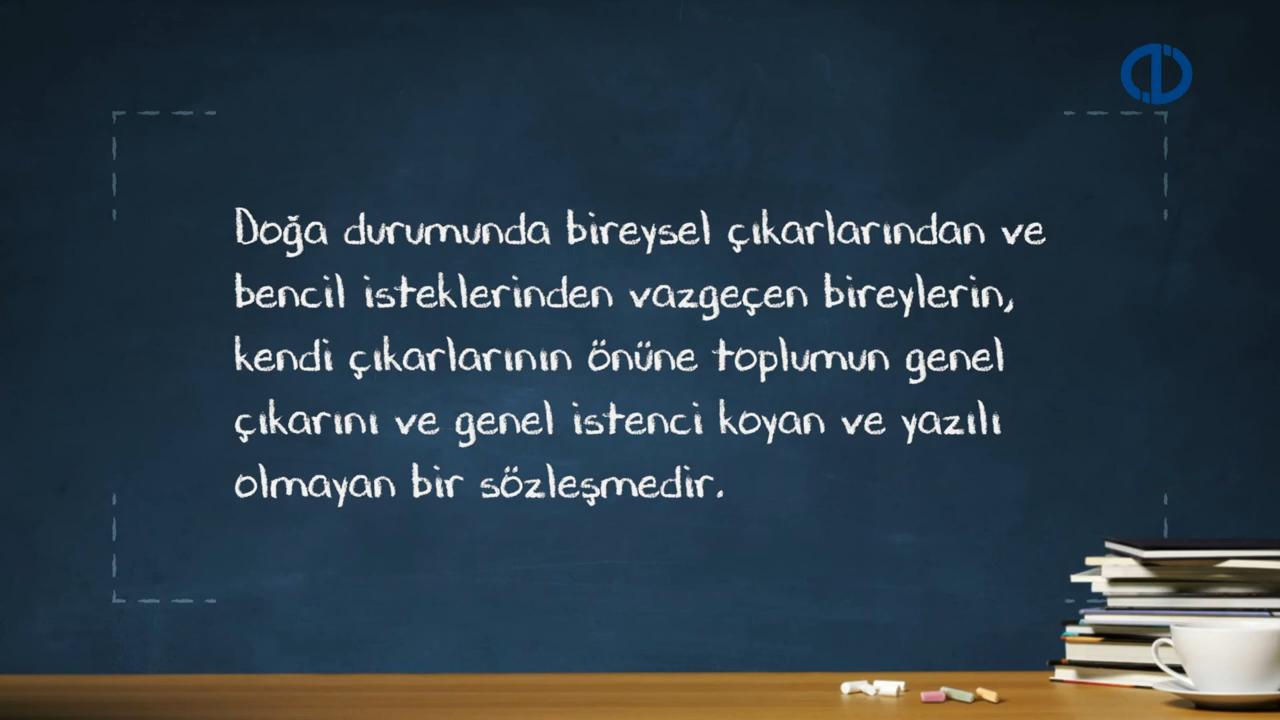 Doğa durumunda bireysel çıkarlarından ve
bencil isteklerinden vazgeçen bireylerin,
kendi çıkarlarının önüne toplumun genel
çıkarını ve genel istenci koyan ve yazılı
olmayan bir sözleşmedir.